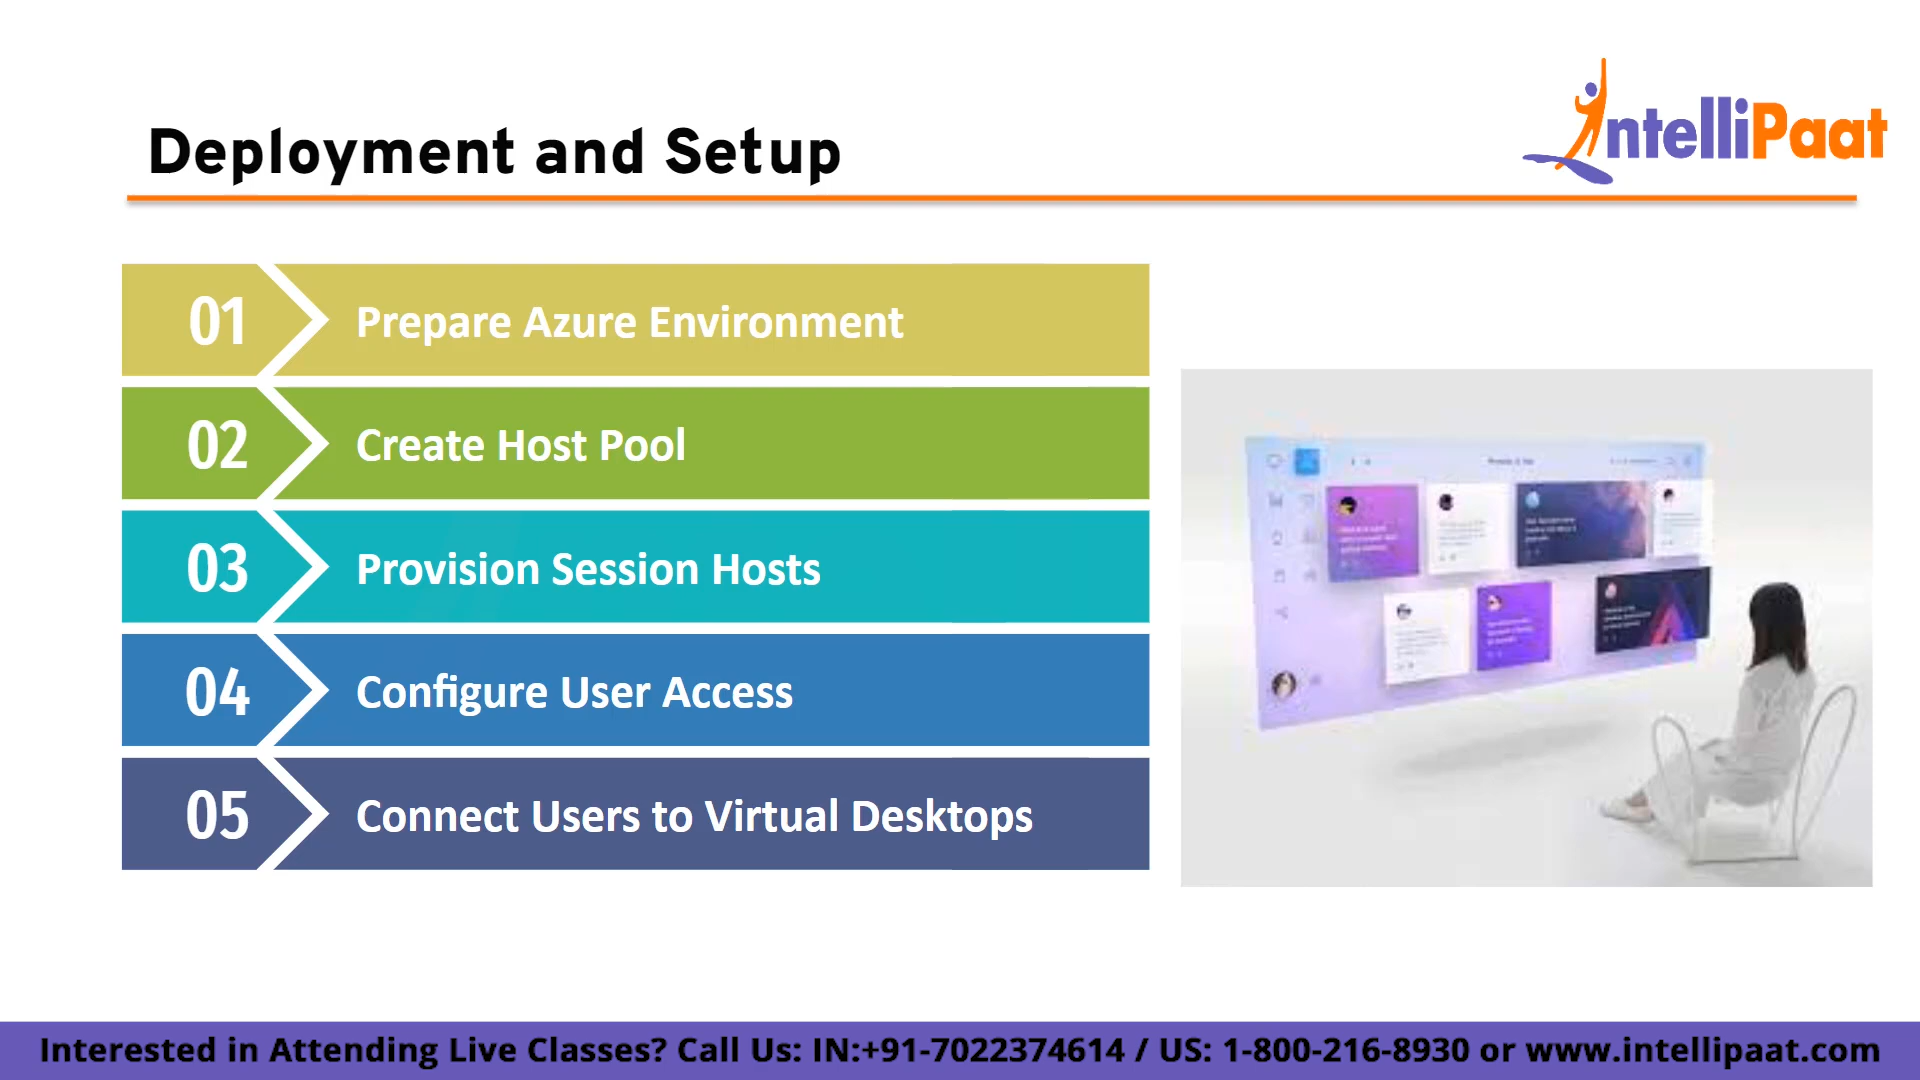 Deployment and Setup
IntelliPaat
01 Prepare Azure Environment
02 Create Host Pool
03 Provision Session Hosts
04 Configure User Access
05 Connect Users to Virtual Desktops
Interested in Attending Live Classes? Call Us: IN:+91-7022374614 / US: 1-800-216-8930 or www.intellipaat.com